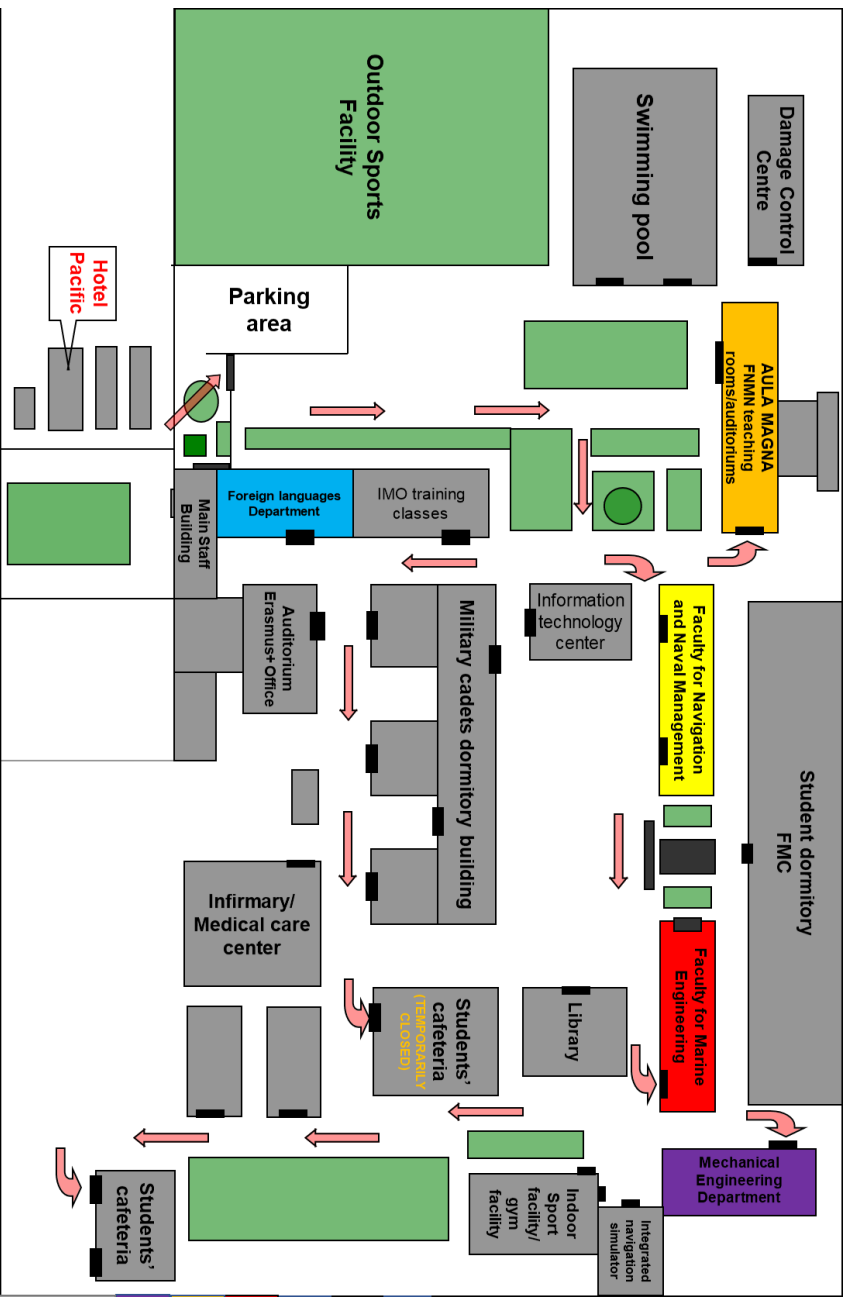 Outdoor Sports
Facility
Swimming pool
Damage Control
Centre
Hotel
Pacific
Parking
area
AULA MAGNA
FNMN teaching
rooms/auditoriums
Main Staff
Building
Foreign languages
Department
IMO training
classes
Auditorium
Erasmus+ Office
Military cadets dormitory building
Information
technology
center
Faculty for Navigation
and Naval Management
Student dormitory
FMC
Infirmary/
Medical care
center
Students'
cafeteria
(TEMPORARILY
CLOSED)
Library
Faculty for Marine
Engineering
Mechanical
Engineering
Department
Students'
cafeteria
Indoor
Sport
facility/
gym
facility
Integrated
navigation
simulator